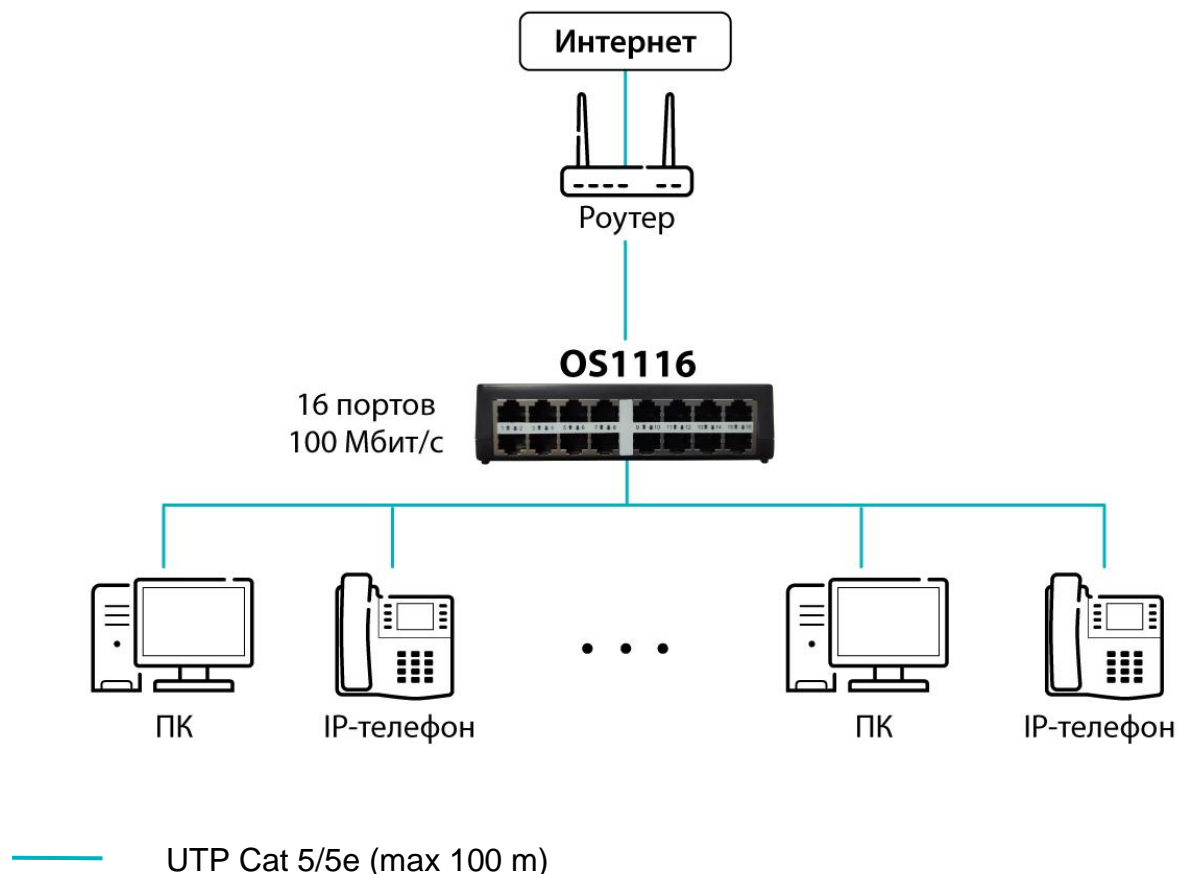 Интернет
Роутер
OS1116
16 портов
100 Мбит/с
ПК
IP-телефон
ПК
IP-телефон
UTP Cat 5/5e (max 100 m)